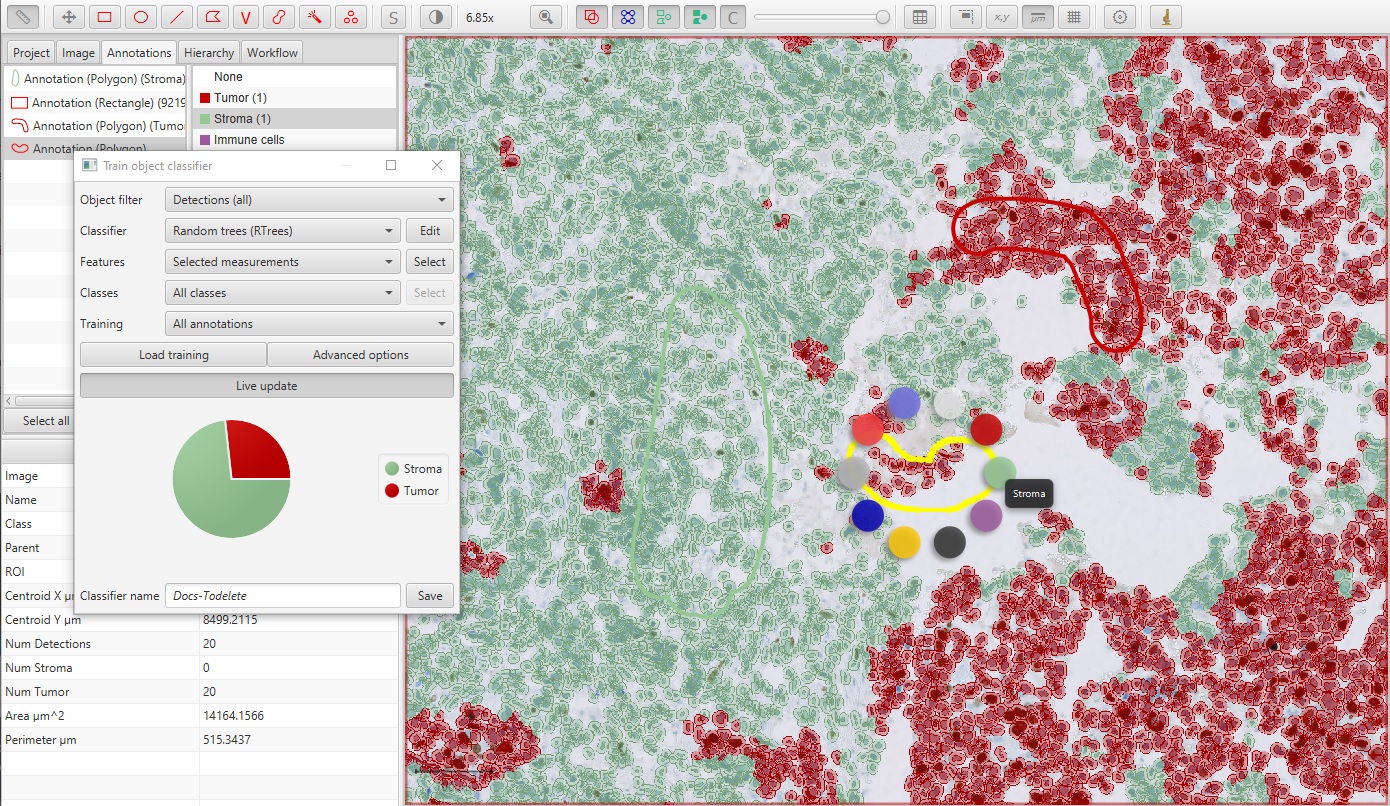 S
6.85x
C
x,y
μm
Project
Image
Annotations
Hierarchy
Workflow
Annotation (Polygon) (Stroma)
Annotation (Rectangle) (9219
Annotation (Polygon) (Tumo
Annotation (Polygon)
None
Tumor (1)
Stroma (1)
Immune cells
Train object classifier
Object filter
Detections (all)
Classifier
Random trees (RTrees)
Edit
Features
Selected measurements
Select
Classes
All classes
Select
Training
All annotations
Load training
Advanced options
Live update
Stroma
Tumor
Classifier name
Docs-Todelete
Save
Select all
Image
Name
Class
Parent
ROI
Centroid X μm
Centroid Y μm 8499.2115
Num Detections 20
Num Stroma 0
Num Tumor 20
Area μm^2 14164.1566
Perimeter μm 515.3437
Stroma